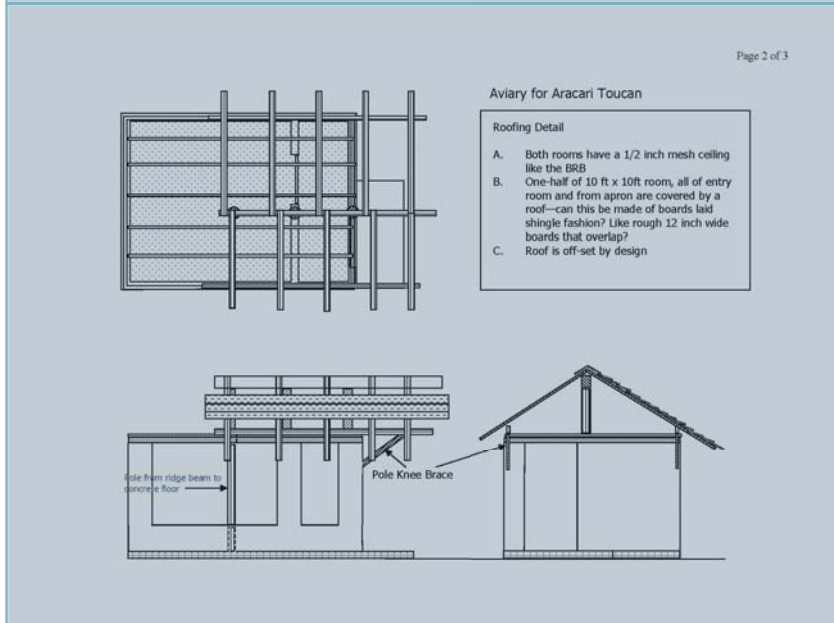 Page 2 of 3
Aviary for Aracari Toucan
Roofing Detail
A. Both rooms have a 1/2 inch mesh ceiling
like the BRB
B. One-half of 10 ft x 10ft room, all of entry
room and from apron are covered by a
roof—can this be made of boards laid
shingle fashion? Like rough 12 inch wide
boards that overlap?
C. Roof is off-set by design
Pole from ridge beam to
concrete floor
Pole Knee Brace